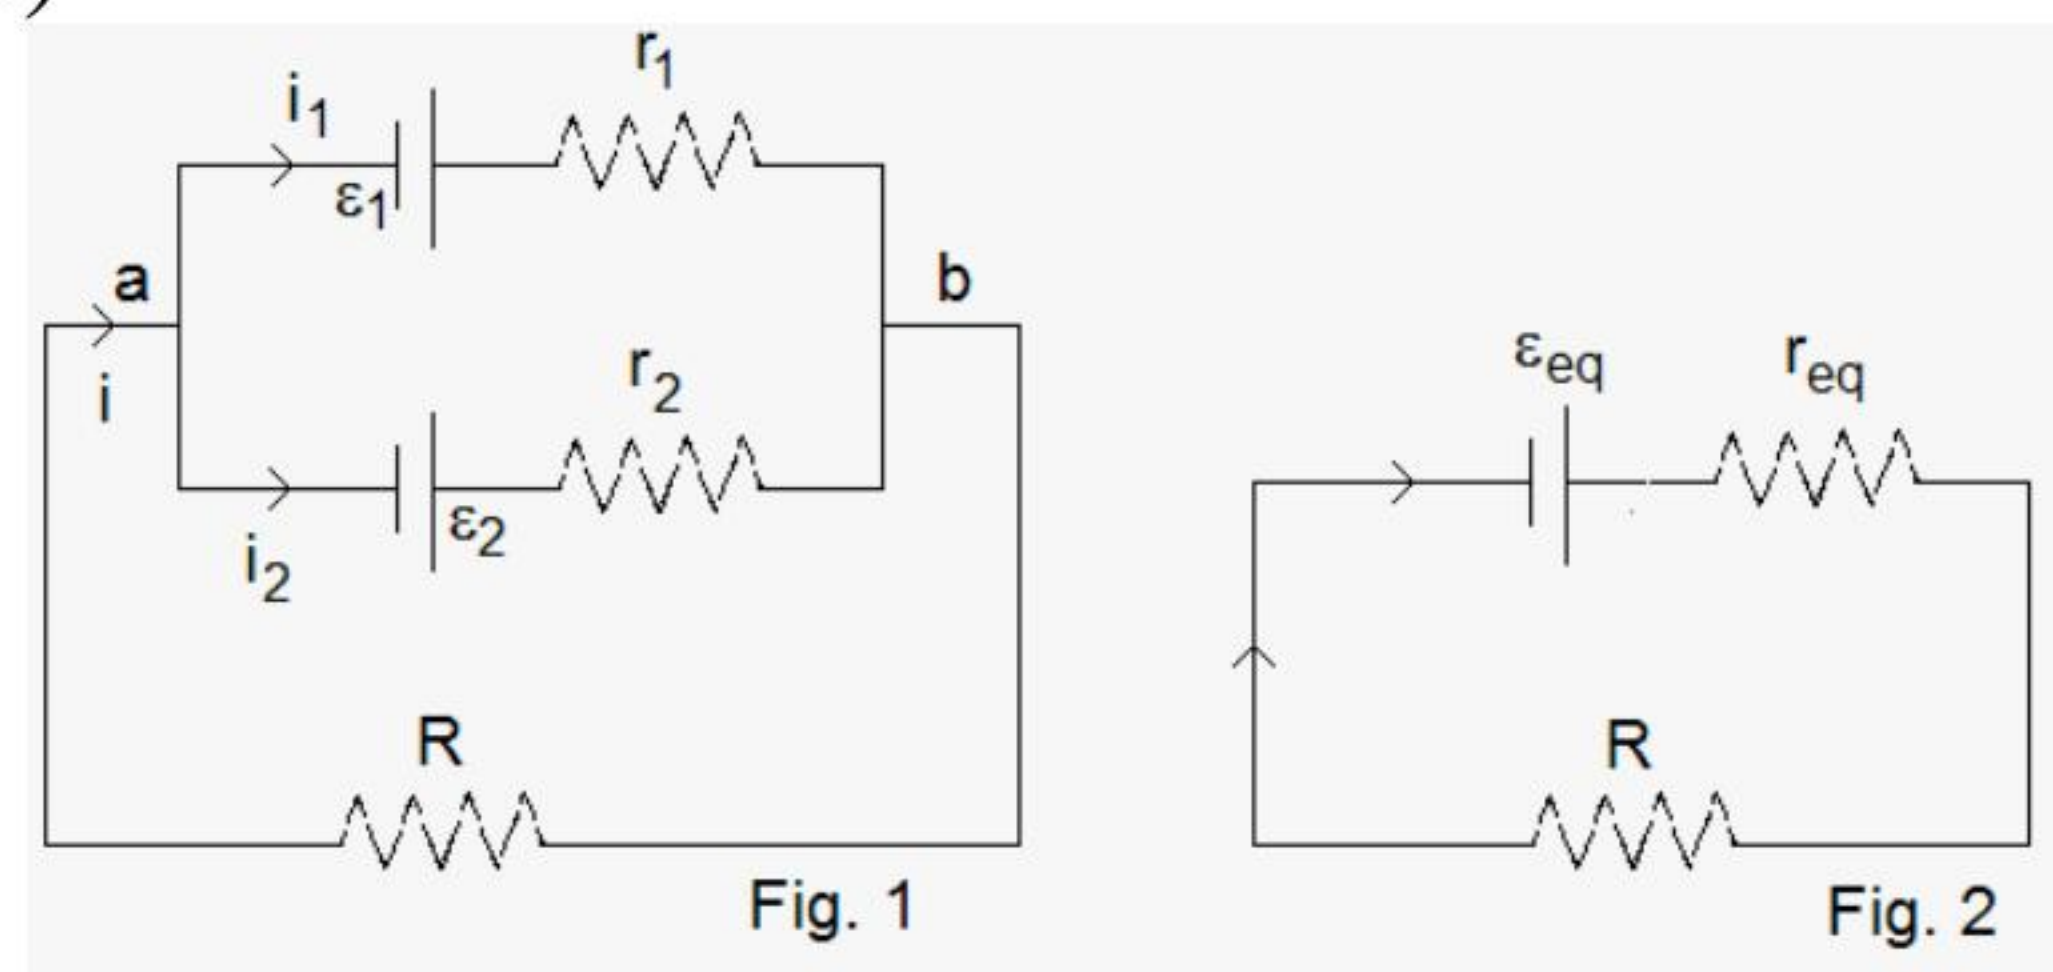 )
r₁
i₁
ε₁
a
b
i
r₂
ε₂
i₂
R
Fig. 1
εeq
req
R
Fig. 2